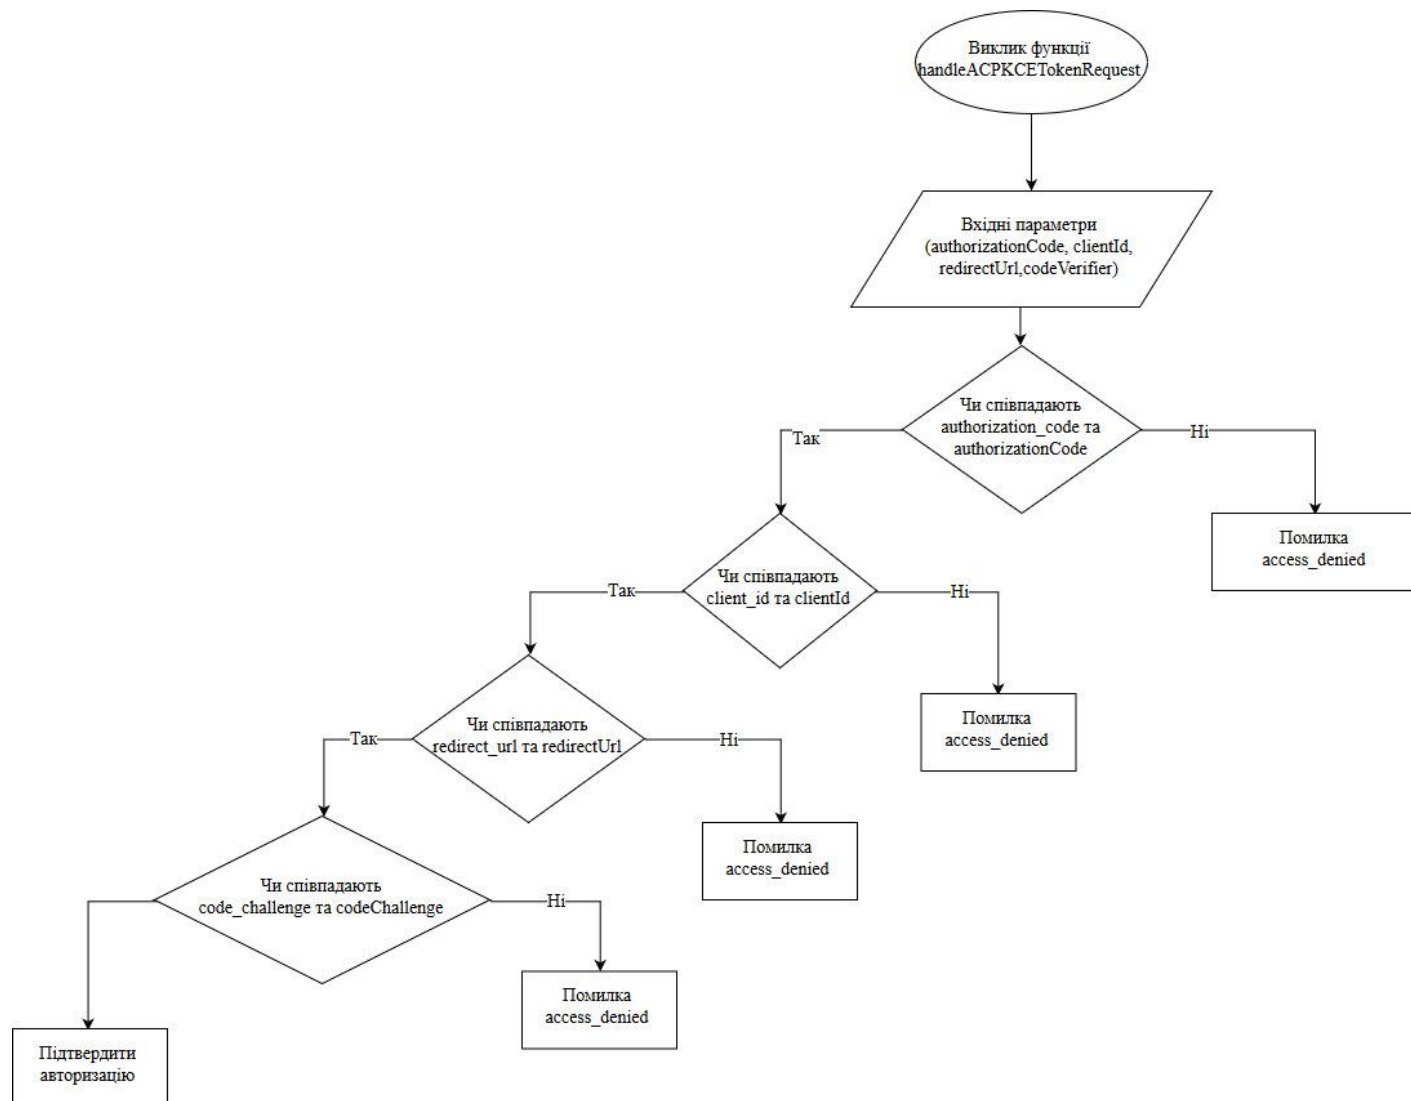 Виклик функції
handleACPKCETokenRequest
Вхідні параметри
(authorizationCode, clientId,
redirectUrl,codeVerifier)
Чи співпадають
authorization_code та
authorizationCode
Так
Ні
Помилка
access_denied
Чи співпадають
client_id та clientId
Так
Ні
Помилка
access_denied
Чи співпадають
redirect_url та redirectUrl
Так
Ні
Помилка
access_denied
Чи співпадають
code_challenge та codeChallenge
Ні
Помилка
access_denied
Підтвердити
авторизацію